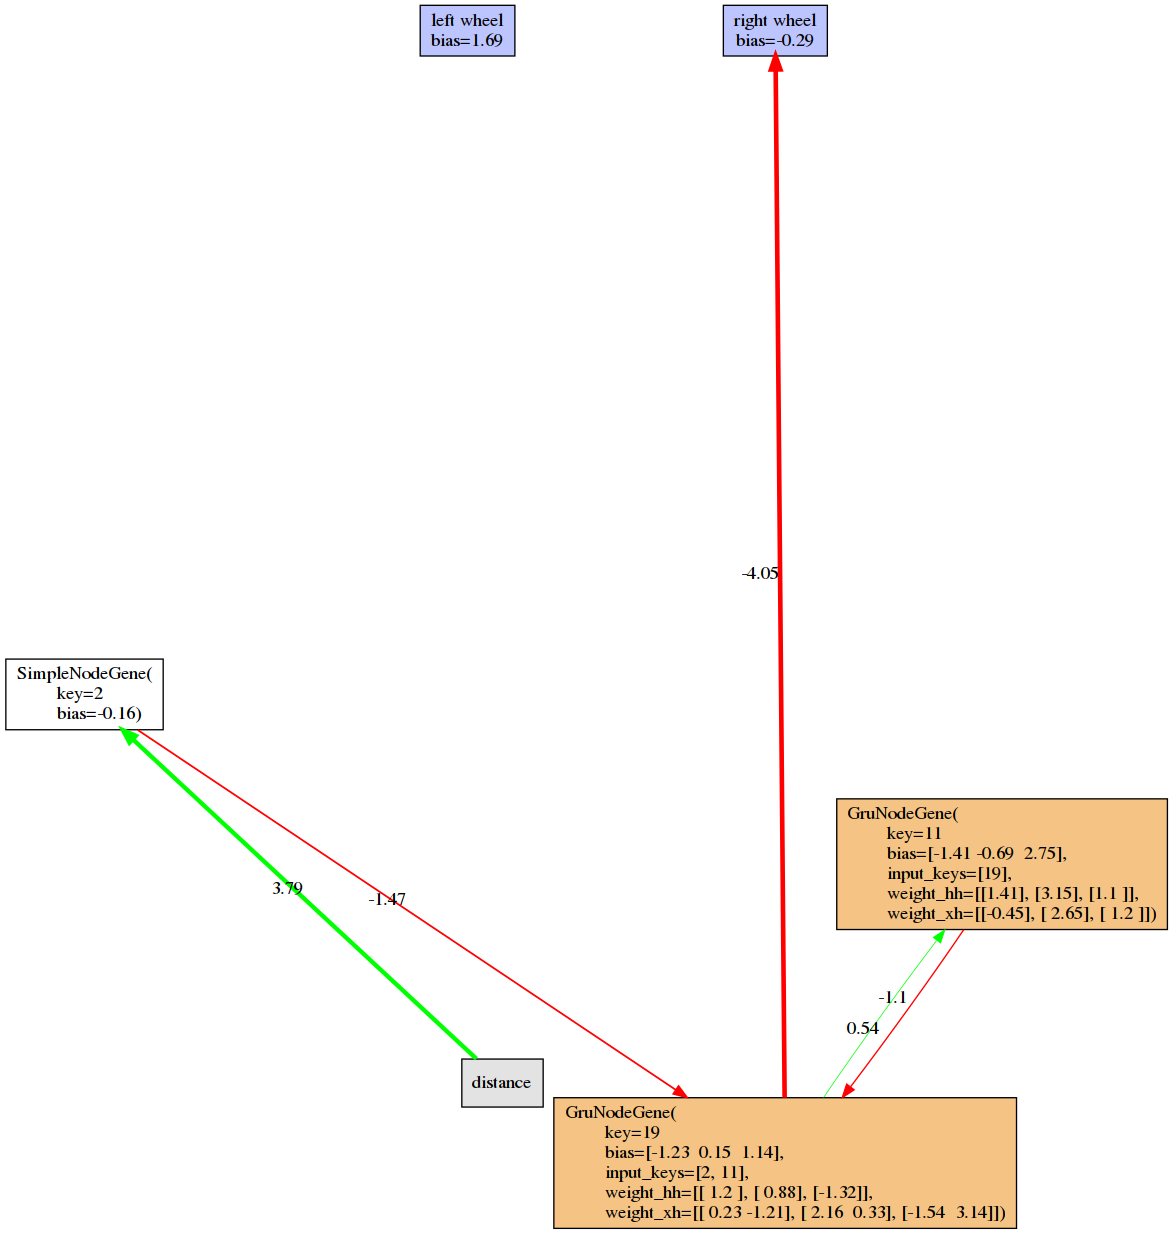 left wheel
bias=1.69
right wheel
bias=-0.29
-4.05
SimpleNodeGene(
key=2
bias=-0.16)
GruNodeGene(
key=11
bias=[-1.41 -0.69  2.75],
input_keys=[19],
weight_hh=[[1.41], [3.15], [1.1 ]],
weight_xh=[[-0.45], [ 2.65], [ 1.2 ]])
3.79
-1.47
-1.1
0.54
distance
GruNodeGene(
key=19
bias=[-1.23  0.15  1.14],
input_keys=[2, 11],
weight_hh=[[ 1.2 ], [ 0.88], [-1.32]],
weight_xh=[[ 0.23 -1.21], [ 2.16  0.33], [-1.54  3.14]])